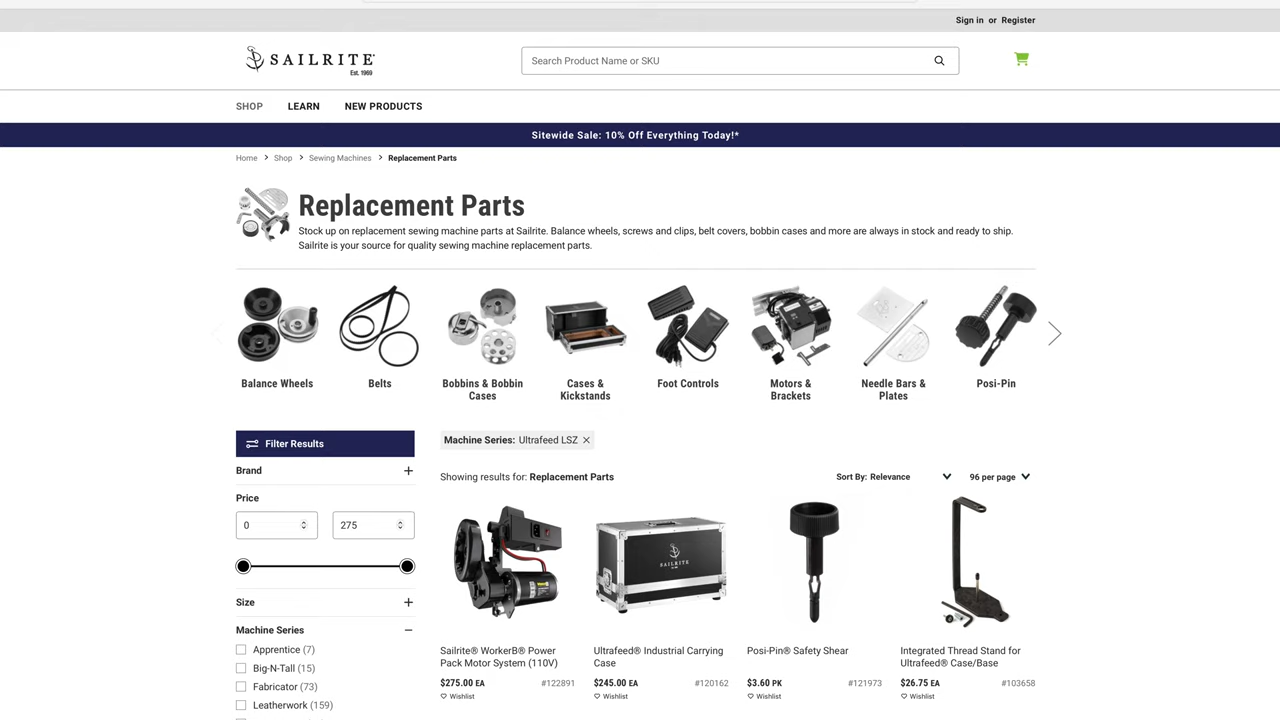 Sign in or Register
SAILRITE
Est. 1969
Search Product Name or SKU
SHOP LEARN NEW PRODUCTS
Sitewide Sale: 10% Off Everything Today!*
Home > Shop > Sewing Machines > Replacement Parts
Replacement Parts
Stock up on replacement sewing machine parts at Sailrite. Balance wheels, screws and clips, belt covers, bobbin cases and more are always in stock and ready to ship.
Sailrite is your source for quality sewing machine replacement parts.
Balance Wheels
Belts
Bobbins & Bobbin
Cases
Cases &
Kickstands
Foot Controls
Motors &
Brackets
Needle Bars &
Plates
Posi-Pin
Filter Results
Brand
Price
0 275
Size
Machine Series
Apprentice (7)
Big-N-Tall (15)
Fabricator (73)
Leatherwork (159)
Machine Series: Ultrafeed LSZ
Showing results for: Replacement Parts
Sort By: Relevance
96 per page
SAILRITE
Sailrite® WorkerB® Power
Pack Motor System (110V)
$275.00 EA #122891
Wishlist
Ultrafeed® Industrial Carrying
Case
$245.00 EA #120162
Wishlist
Posi-Pin® Safety Shear
$3.60 PK #121973
Wishlist
Integrated Thread Stand for
Ultrafeed® Case/Base
$26.75 EA #103658
Wishlist